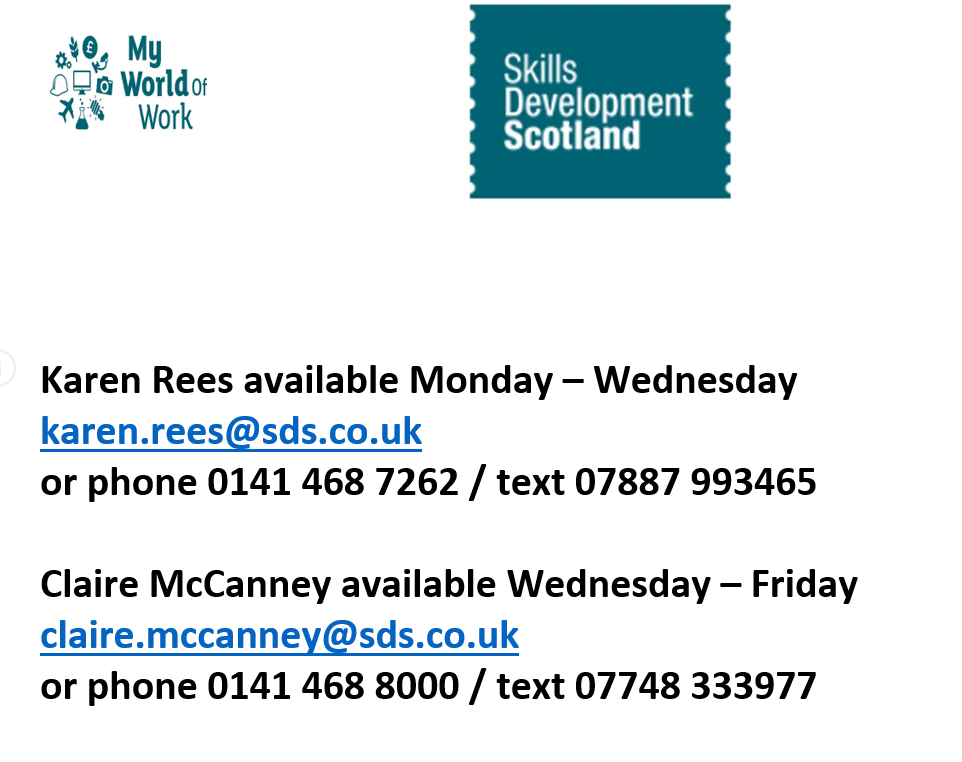 My
World Of
Work
Skills
Development
Scotland
Karen Rees available Monday – Wednesday
karen.rees@sds.co.uk
or phone 0141 468 7262 / text 07887 993465
Claire McCanney available Wednesday – Friday
claire.mccanney@sds.co.uk
or phone 0141 468 8000 / text 07748 333977